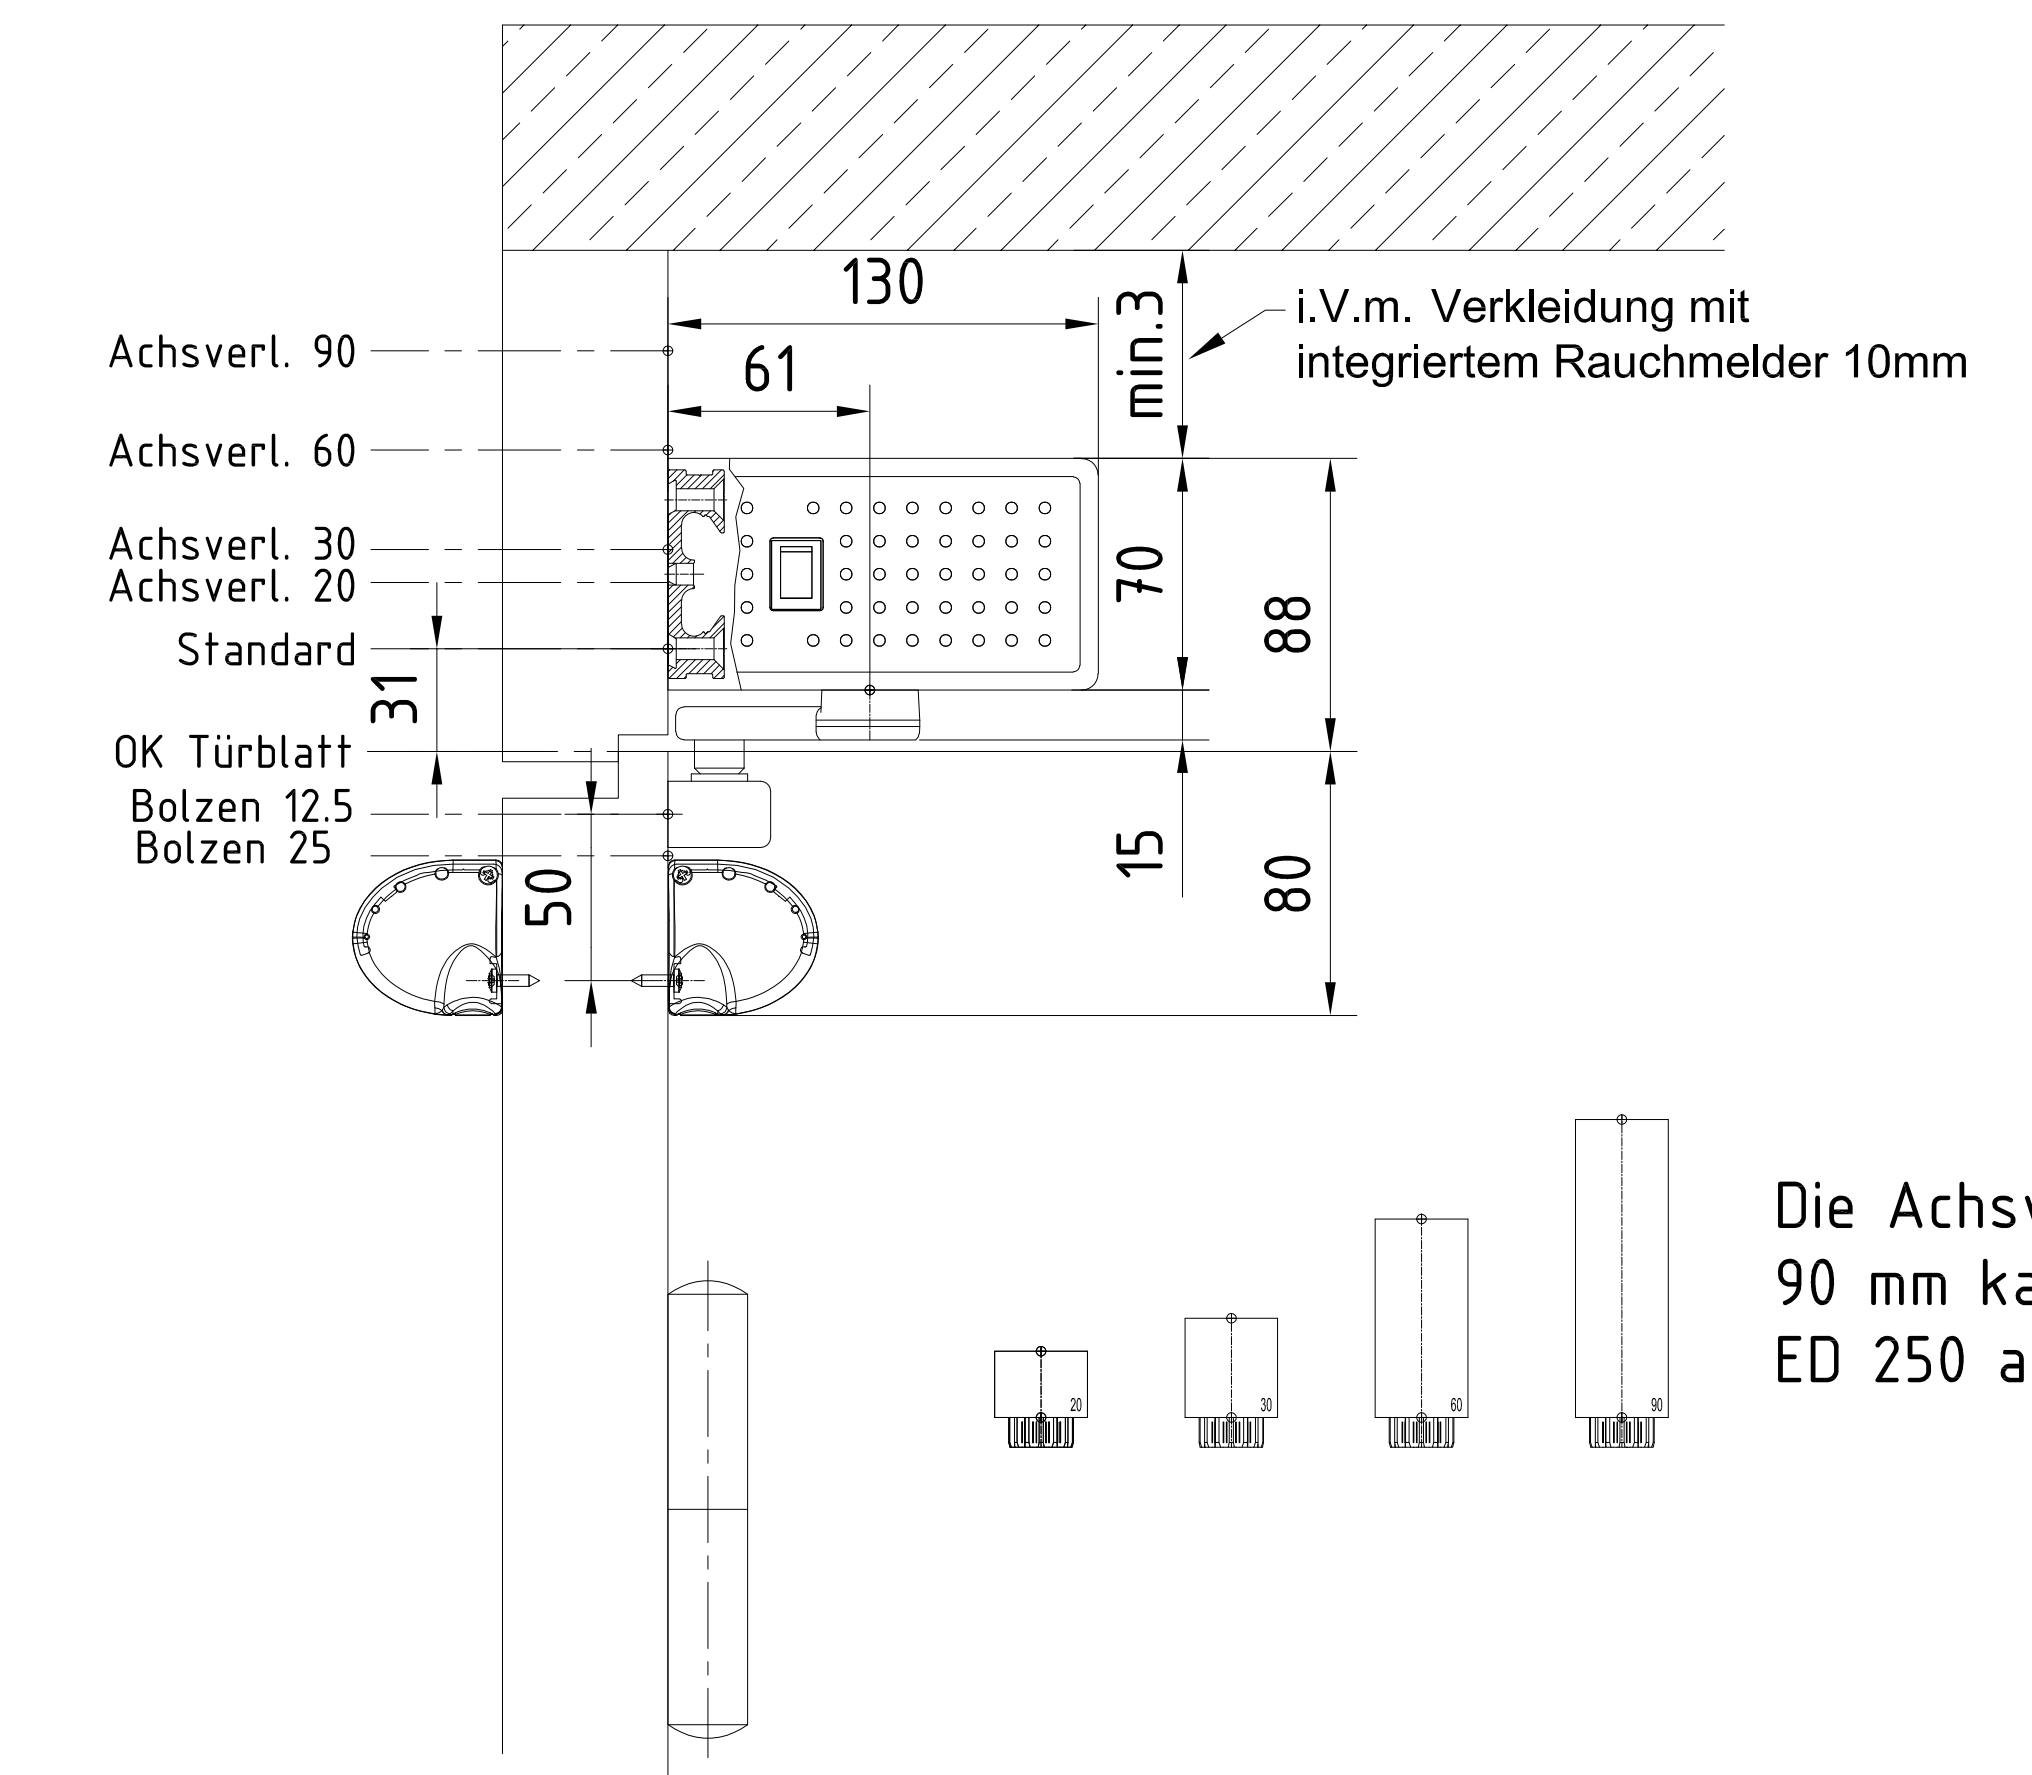 130
min.3
i.V.m. Verkleidung mit
integriertem Rauchmelder 10mm
Achsverl. 90
61
Achsverl. 60
Achsverl. 30
Achsverl. 20
70
88
Standard
31
OK Türblatt
Bolzen 12.5
Bolzen 25
50
15
80
Die Achsv
90 mm ka
ED 250 a
20
30
60
90